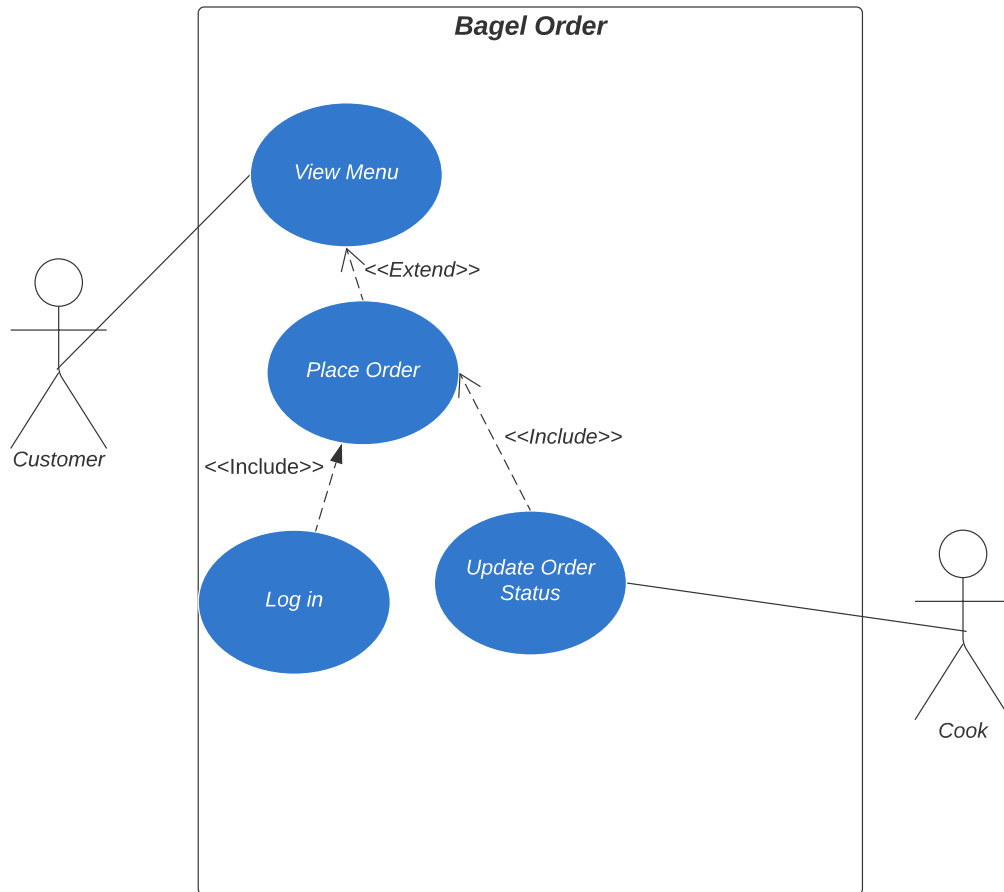 Bagel Order
View Menu
<<Extend>>
Place Order
<<Include>>
<<Include>>
Customer
Update Order
Status
Log in
Cook